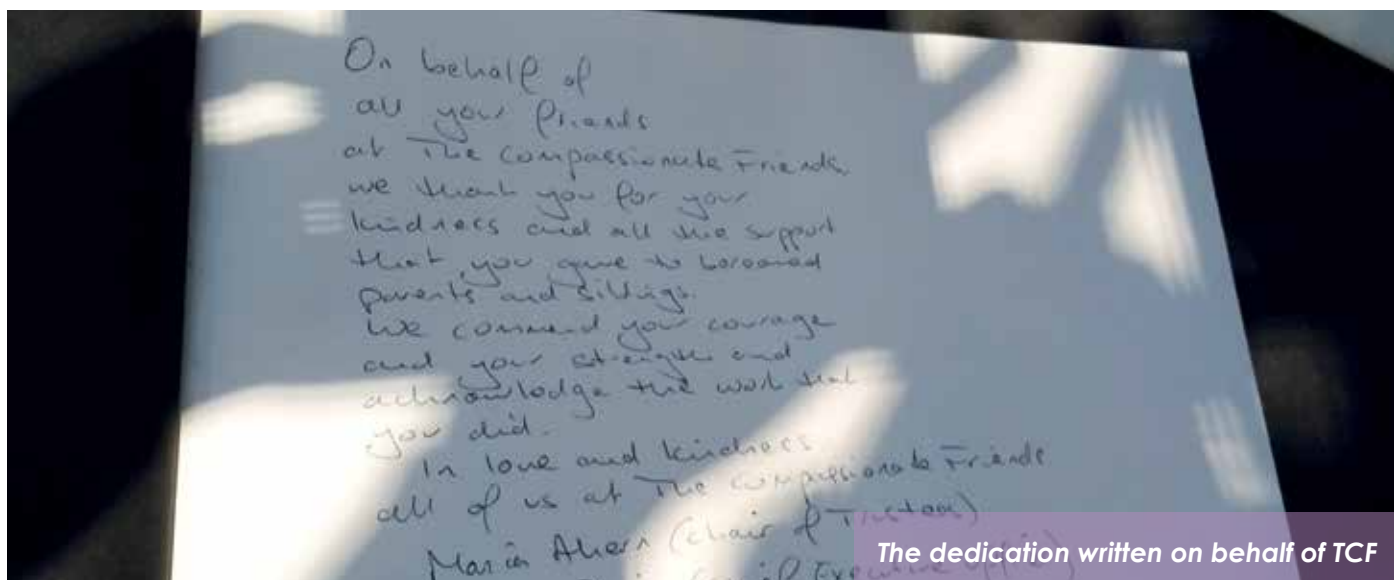 On behalf of
all your friends
at The Compassionate Friends
we thank you for your
kindness and all the support
that you gave to bereaved
parents and siblings.
We commend your courage
and your strength and
acknowledge the work that
you did.
In love and kindness
all of us at The Compassionate Friends
Maria Ahern (Chair of Trustees)
The dedication written on behalf of TCF